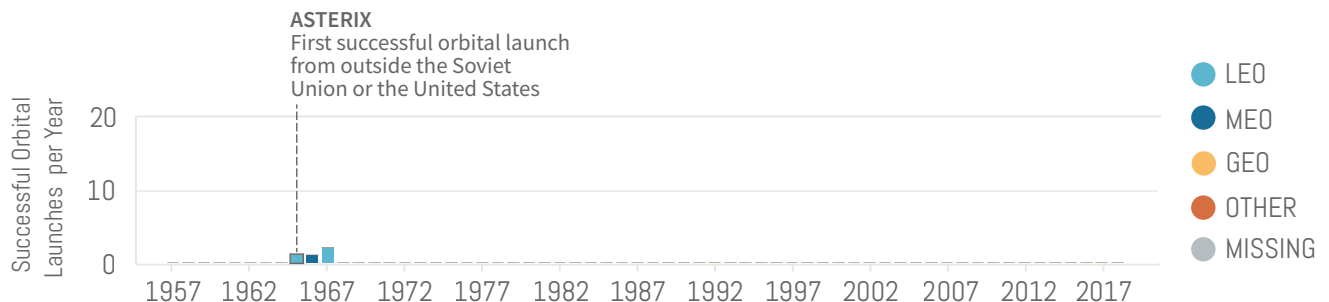 ASTERIX
First successful orbital launch
from outside the Soviet
Union or the United States
Successful Orbital
Launches per Year
20
10
0
1957 1962 1967 1972 1977 1982 1987 1992 1997 2002 2007 2012 2017
LEO
MEO
GEO
OTHER
MISSING